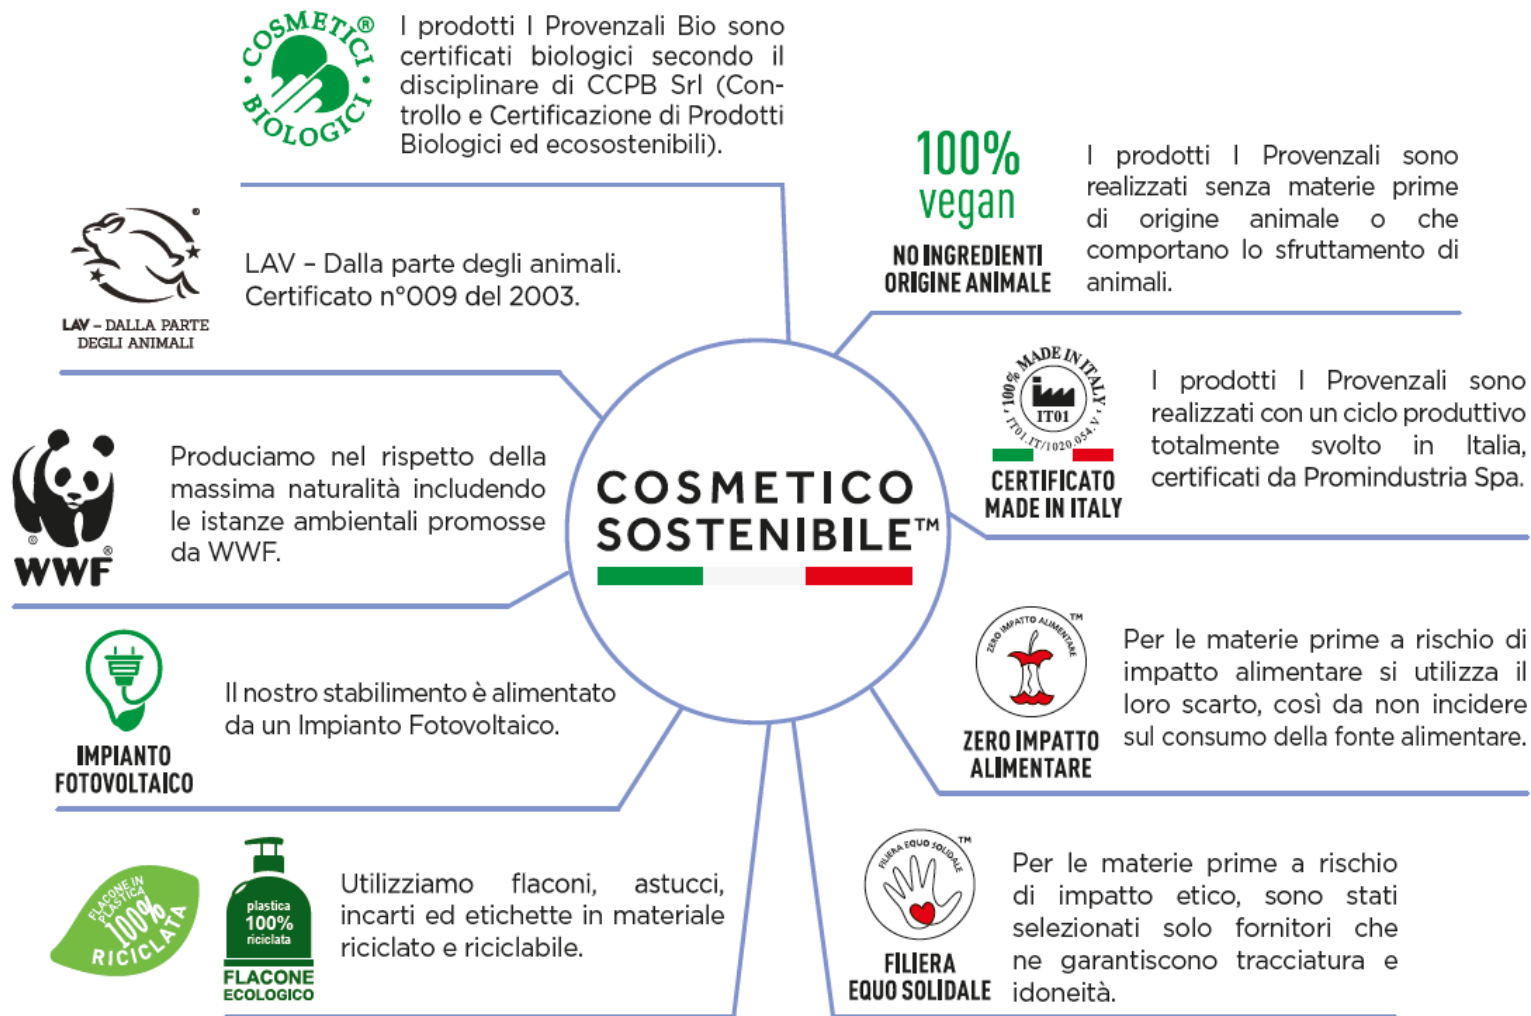 COSMETICI®
BIOLOGICI
I prodotti I Provenzali Bio sono
certificati biologici secondo il
disciplinare di CCPB Srl (Con-
trollo e Certificazione di Prodotti
Biologici ed ecosostenibili).
100%
vegan
NO INGREDIENTI
ORIGINE ANIMALE
I prodotti I Provenzali sono
realizzati senza materie prime
di origine animale o che
comportano lo sfruttamento di
animali.
LAV – DALLA PARTE
DEGLI ANIMALI
LAV – Dalla parte degli animali.
Certificato n°009 del 2003.
100% MADE IN ITALY
IT01
IT01.IT/1020.054.V
CERTIFICATO
MADE IN ITALY
I prodotti I Provenzali sono
realizzati con un ciclo produttivo
totalmente svolto in Italia,
certificati da Promindustria Spa.
© ®
WWF
Produciamo nel rispetto della
massima naturalità includendo
le istanze ambientali promosse
da WWF.
COSMETICO
SOSTENIBILE™
ZERO IMPATTO ALIMENTARE ™
ZERO IMPATTO
ALIMENTARE
Per le materie prime a rischio di
impatto alimentare si utilizza il
loro scarto, così da non incidere
sul consumo della fonte alimentare.
IMPIANTO
FOTOVOLTAICO
Il nostro stabilimento è alimentato
da un Impianto Fotovoltaico.
FLACONE IN
PLASTICA
100%
RICICLATA
plastica
100%
riciclata
FLACONE
ECOLOGICO
Utilizziamo flaconi, astucci,
incarti ed etichette in materiale
riciclato e riciclabile.
FILIERA EQUO SOLIDALE ™
FILIERA
EQUO SOLIDALE
Per le materie prime a rischio
di impatto etico, sono stati
selezionati solo fornitori che
ne garantiscono tracciatura e
idoneità.